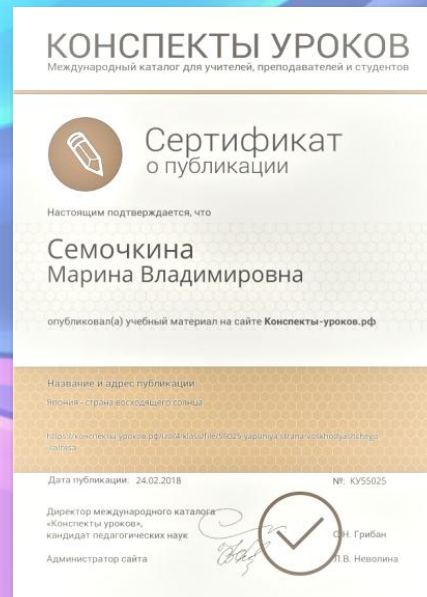 КОНСПЕКТЫ УРОКОВ
Международный каталог для учителей, преподавателей и студентов
Сертификат
о публикации
Настоящим подтверждается, что
Семочкина
Марина Владимировна
опубликовал(а) учебный материал на сайте Конспекты-уроков.рф
Название и адрес публикации:
Япония - страна восходящего солнца
Дата публикации: 24.02.2018 №: КУ55025
Директор международного каталога
«Конспекты уроков»,
кандидат педагогических наук
Грибан
Администратор сайта
Л.В. Неволина